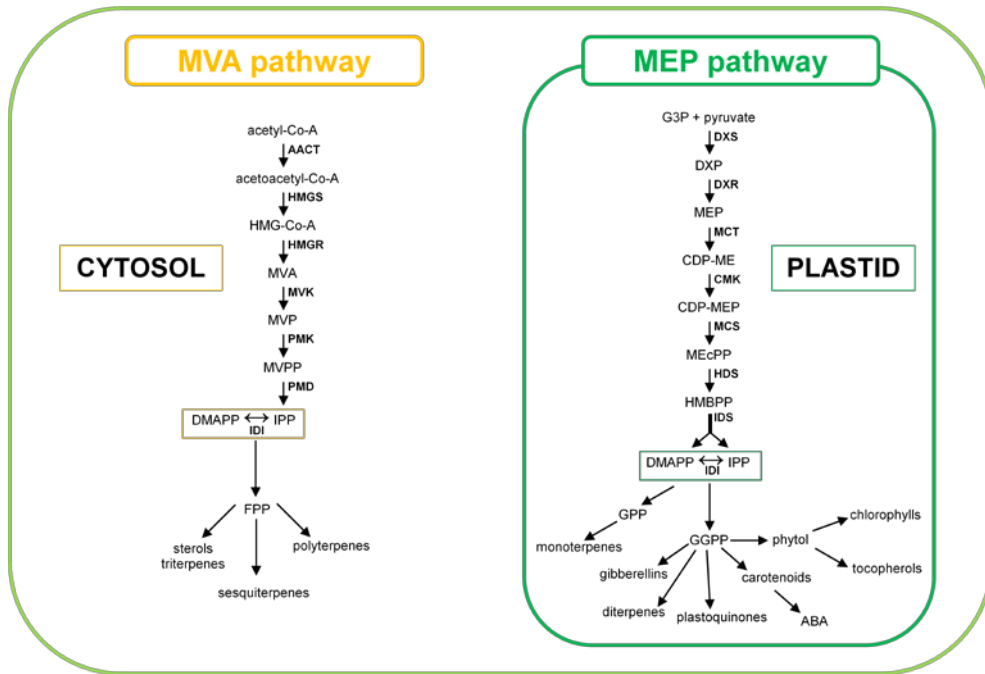 MVA pathway
acetyl-Co-A
AACT
acetoacetyl-Co-A
HMGS
HMG-Co-A
HMGR
CYTOSOL
MVA
MVK
MVP
PMK
MVPP
PMD
DMAPP IPP
IDI
FPP
sterols
triterpenes
polyterpenes
sesquiterpenes
MEP pathway
G3P + pyruvate
DXS
DXP
DXR
MEP
MCT
CDP-ME
PLASTID
CMK
CDP-MEP
MCS
MEcPP
HDS
HMBPP
IDS
DMAPP IPP
IDI
GPP
monoterpenes
GGPP
phytol
chlorophylls
tocopherols
gibberellins
carotenoids
diterpenes
plastoquinones
ABA